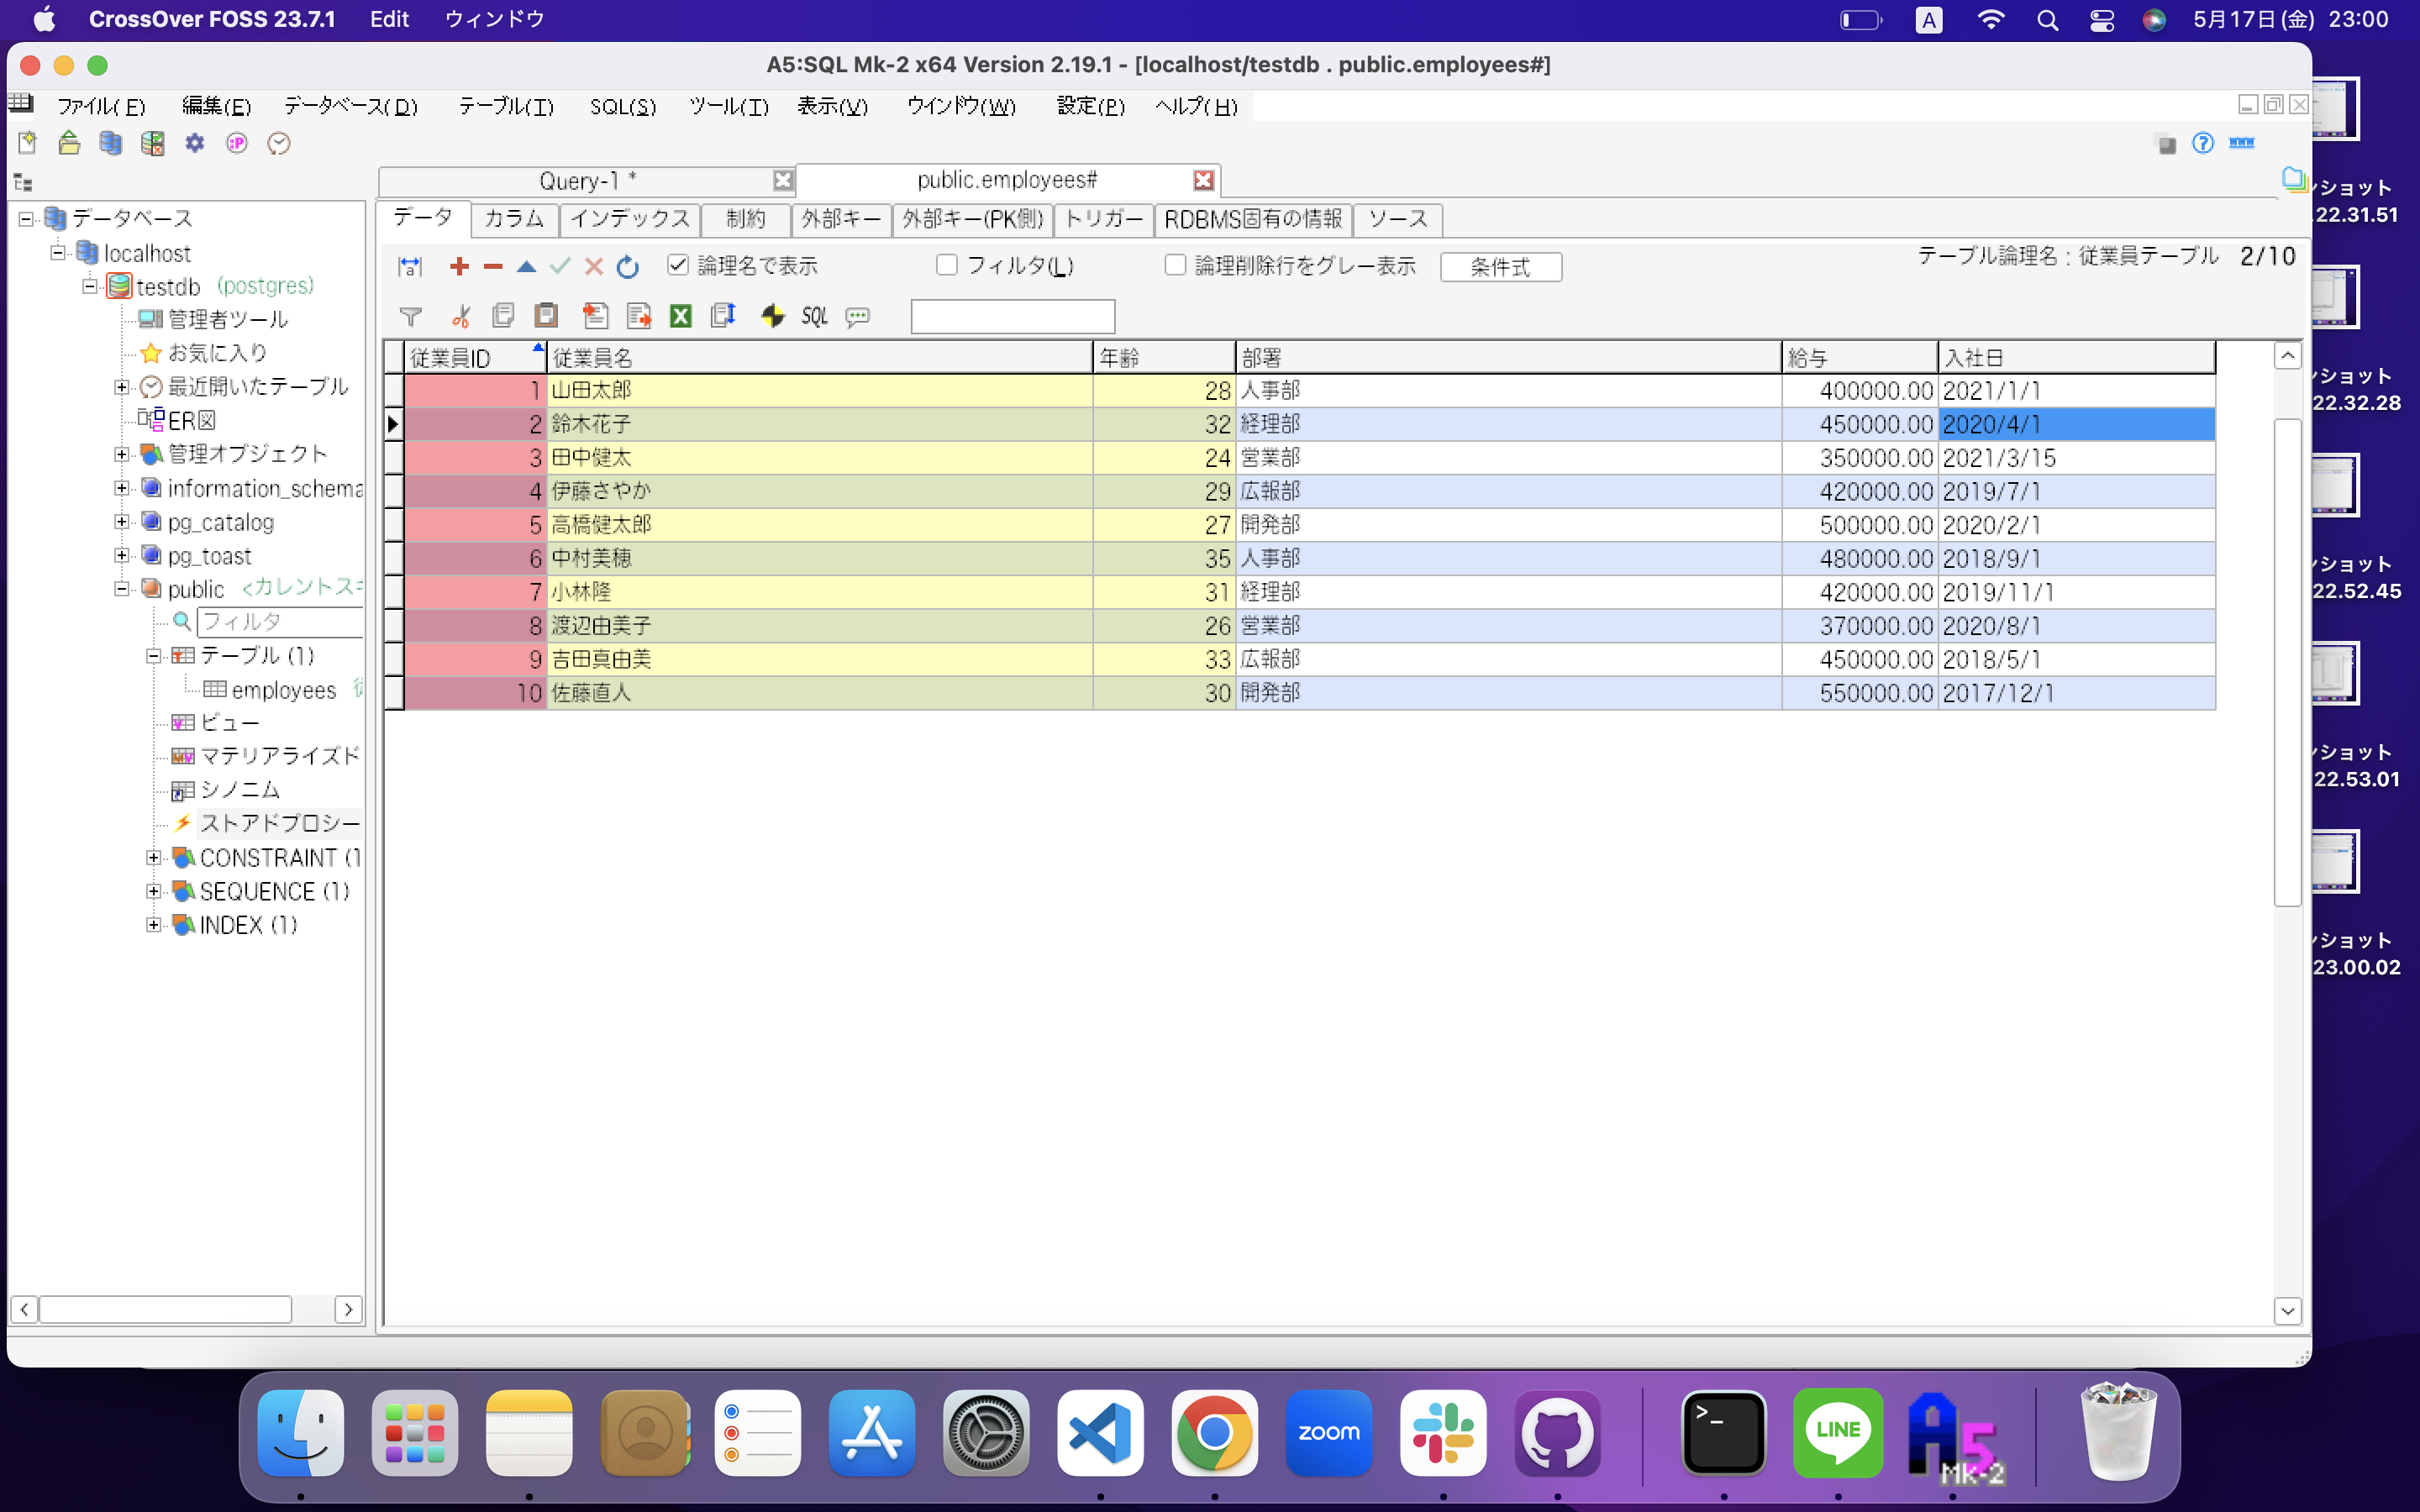 CrossOver FOSS 23.7.1 Edit ウィンドウ A 5月17日(金) 23:00
A5:SQL Mk-2 x64 Version 2.19.1 - [localhost/testdb . public.employees#]
ファイル(F) 編集(E) データベース(D) テーブル(T) SQL(S) ツール(T) 表示(V) ウインドウ(W) 設定(P) ヘルプ(H)
Query-1 * public.employees#
データ カラム インデックス 制約 外部キー 外部キー(PK側) トリガー RDBMS固有の情報 ソース
論理名で表示 フィルタ(L) 論理削除行をグレー表示 条件式 テーブル論理名 : 従業員テーブル 2/10
SQL
従業員ID 従業員名 年齢 部署 給与 入社日
1 山田太郎 28 人事部 400000.00 2021/1/1
2 鈴木花子 32 経理部 450000.00 2020/4/1
3 田中健太 24 営業部 350000.00 2021/3/15
4 伊藤さやか 29 広報部 420000.00 2019/7/1
5 高橋健太郎 27 開発部 500000.00 2020/2/1
6 中村美穂 35 人事部 480000.00 2018/9/1
7 小林隆 31 経理部 420000.00 2019/11/1
8 渡辺由美子 26 営業部 370000.00 2020/8/1
9 吉田真由美 33 広報部 450000.00 2018/5/1
10 佐藤直人 30 開発部 550000.00 2017/12/1
データベース
localhost
testdb (postgres)
管理者ツール
お気に入り
最近開いたテーブル
ER図
管理オブジェクト
information_schema
pg_catalog
pg_toast
public <カレントスキ
フィルタ
テーブル (1)
employees 従
ビュー
マテリアライズド
シノニム
ストアドプロシー
CONSTRAINT (1
SEQUENCE (1)
INDEX (1)
ショット
22.31.51
ショット
22.32.28
ショット
22.52.45
ショット
22.53.01
ショット
23.00.02
zoom
>_
LINE
A5
MK-2